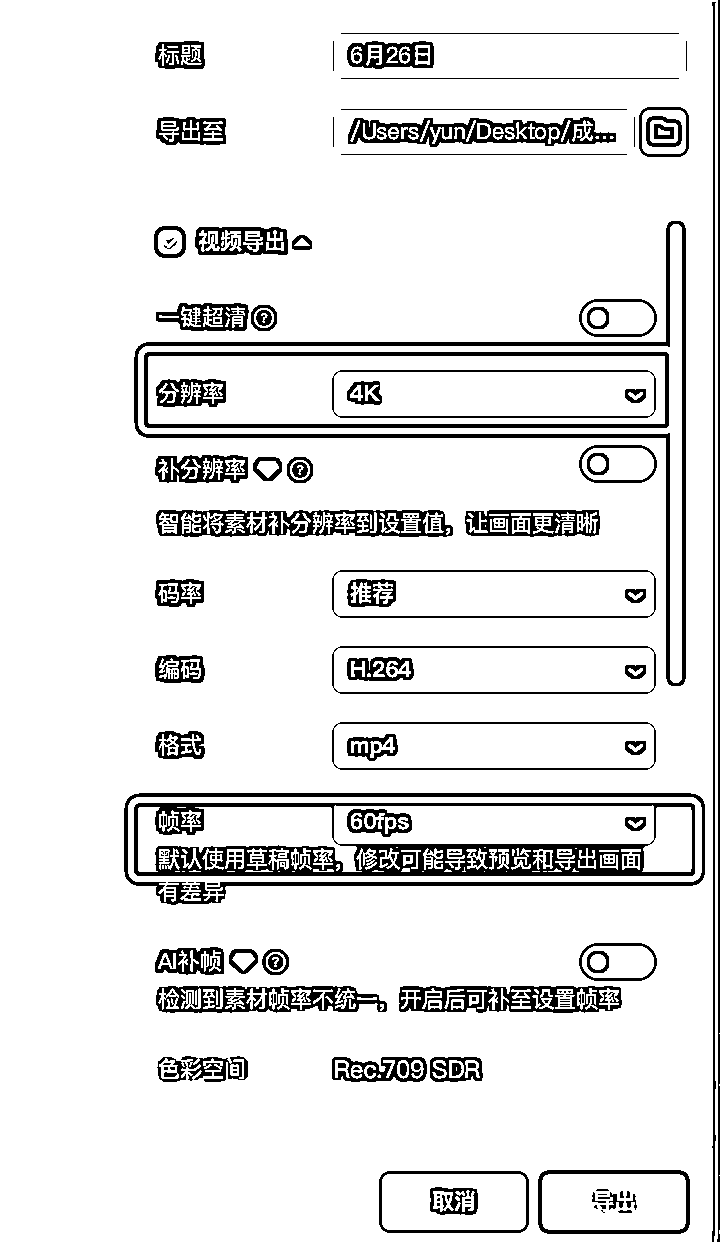 标题
6月26日
导出至
/Users/yun/Desktop/成...
视频导出
一键超清
分辨率
4K
补分辨率
智能将素材补分辨率到设置值，让画面更清晰
码率
推荐
编码
H.264
格式
mp4
帧率
60fps
默认使用草稿帧率，修改可能导致预览和导出画面
有差异
AI补帧
检测到素材帧率不统一，开启后可补至设置帧率
色彩空间
Rec.709 SDR
取消
导出